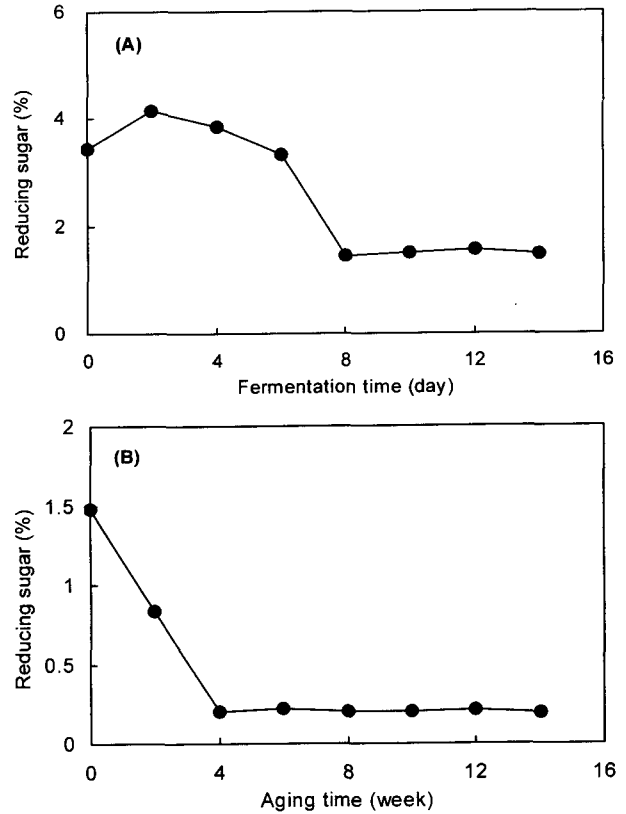 6
(A)
4
2
0
Reducing sugar (%)
0 4 8 12 16
Fermentation time (day)
2
(B)
1.5
1
0.5
0
Reducing sugar (%)
0 4 8 12 16
Aging time (week)